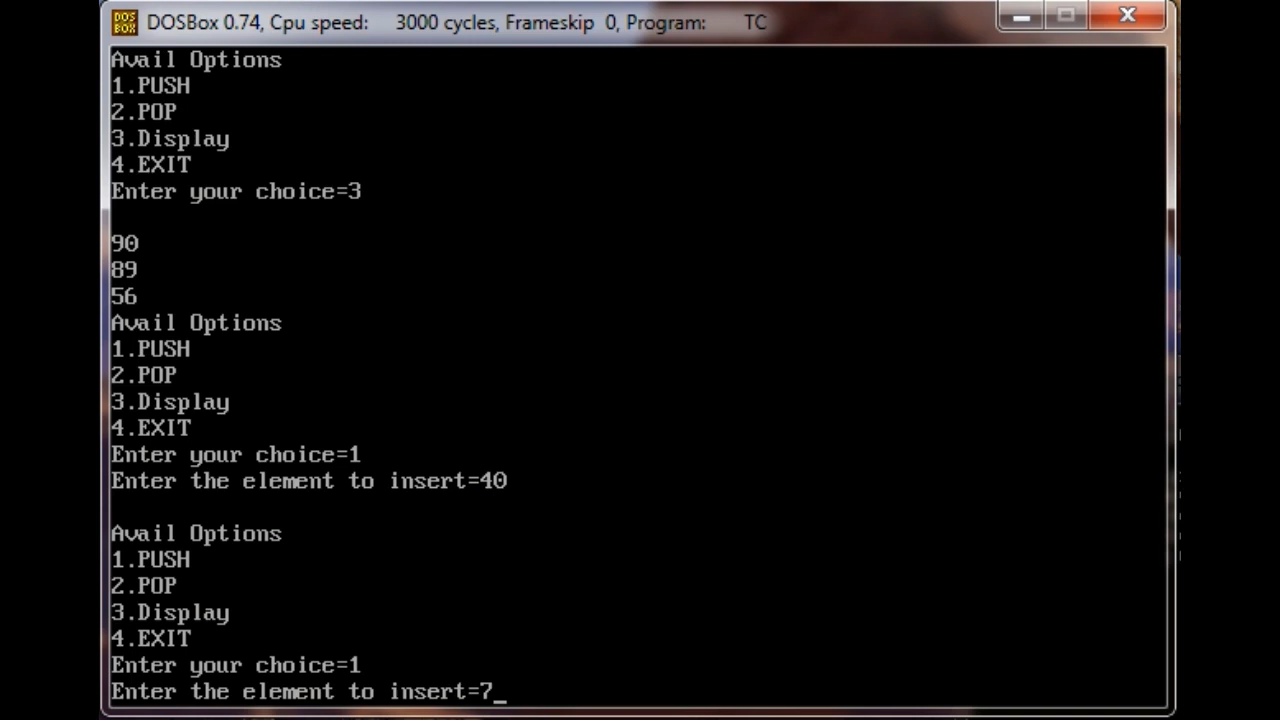 DOS
BOX
DOSBox 0.74, Cpu speed: 3000 cycles, Frameskip 0, Program: TC
Avail Options
1.PUSH
2.POP
3.Display
4.EXIT
Enter your choice=3
90
89
56
Avail Options
1.PUSH
2.POP
3.Display
4.EXIT
Enter your choice=1
Enter the element to insert=40
Avail Options
1.PUSH
2.POP
3.Display
4.EXIT
Enter your choice=1
Enter the element to insert=7_